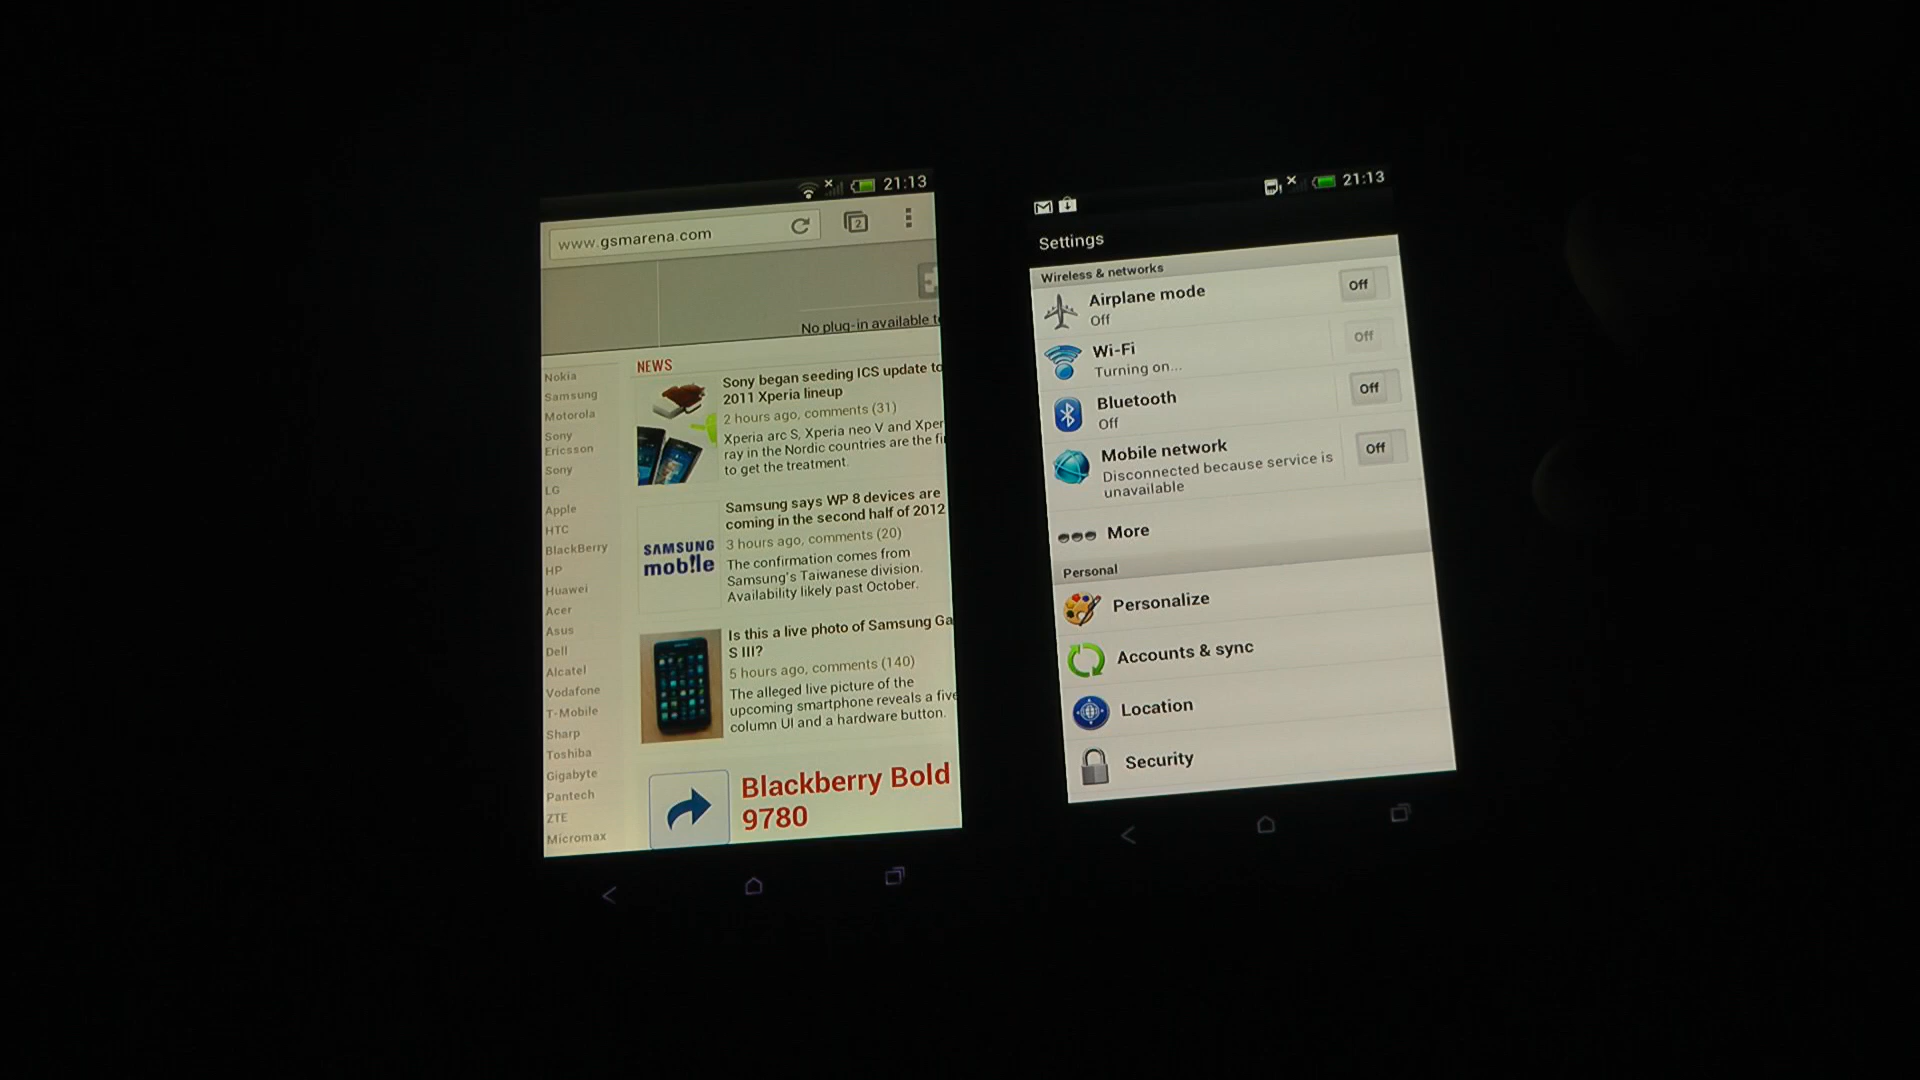 21:13
www.gsmarena.com
2
No plug-in available t
Nokia
Samsung
Motorola
Sony
Ericsson
Sony
LG
Apple
HTC
BlackBerry
HP
Huawei
Acer
Asus
Dell
Alcatel
Vodafone
T-Mobile
Sharp
Toshiba
Gigabyte
Pantech
ZTE
Micromax
NEWS
Sony began seeding ICS update to
2011 Xperia lineup
2 hours ago, comments (31)
Xperia arc S, Xperia neo V and Xper
ray in the Nordic countries are the fi
to get the treatment.
SAMSUNG
mob!le
Samsung says WP 8 devices are
coming in the second half of 2012
3 hours ago, comments (20)
The confirmation comes from
Samsung's Taiwanese division.
Availability likely past October.
Is this a live photo of Samsung Ga
S III?
5 hours ago, comments (140)
The alleged live picture of the
upcoming smartphone reveals a five
column UI and a hardware button.
Blackberry Bold
9780
21:13
Settings
Wireless & networks
Airplane mode
Off
Off
Wi-Fi
Turning on...
Off
Bluetooth
Off
Off
Mobile network
Disconnected because service is
unavailable
Off
More
Personal
Personalize
Accounts & sync
Location
Security